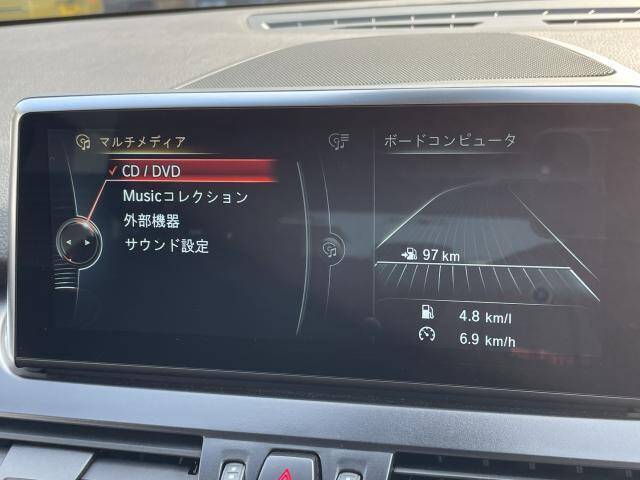 マルチメディア
CD / DVD
Musicコレクション
外部機器
サウンド設定
ボードコンピュータ
97 km
4.8 km/l
6.9 km/h